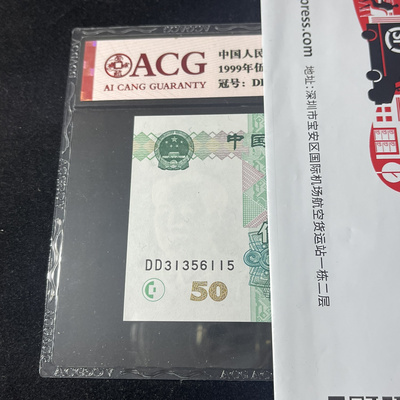 ACG
AI CANG GUARANTY
中国人民
1999年伍
冠号：D
中国
DD31356115
50
ress.com
地址：深圳市宝安区国际机场航空货运站一栋二层